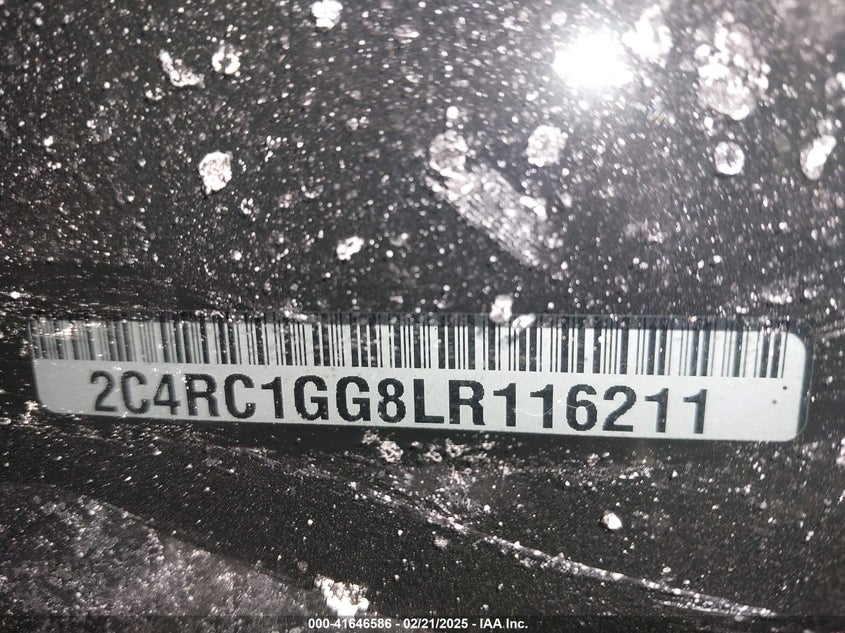 2C4RC1GG8LR116211
000-41646586 - 02/21/2025 - IAA Inc.